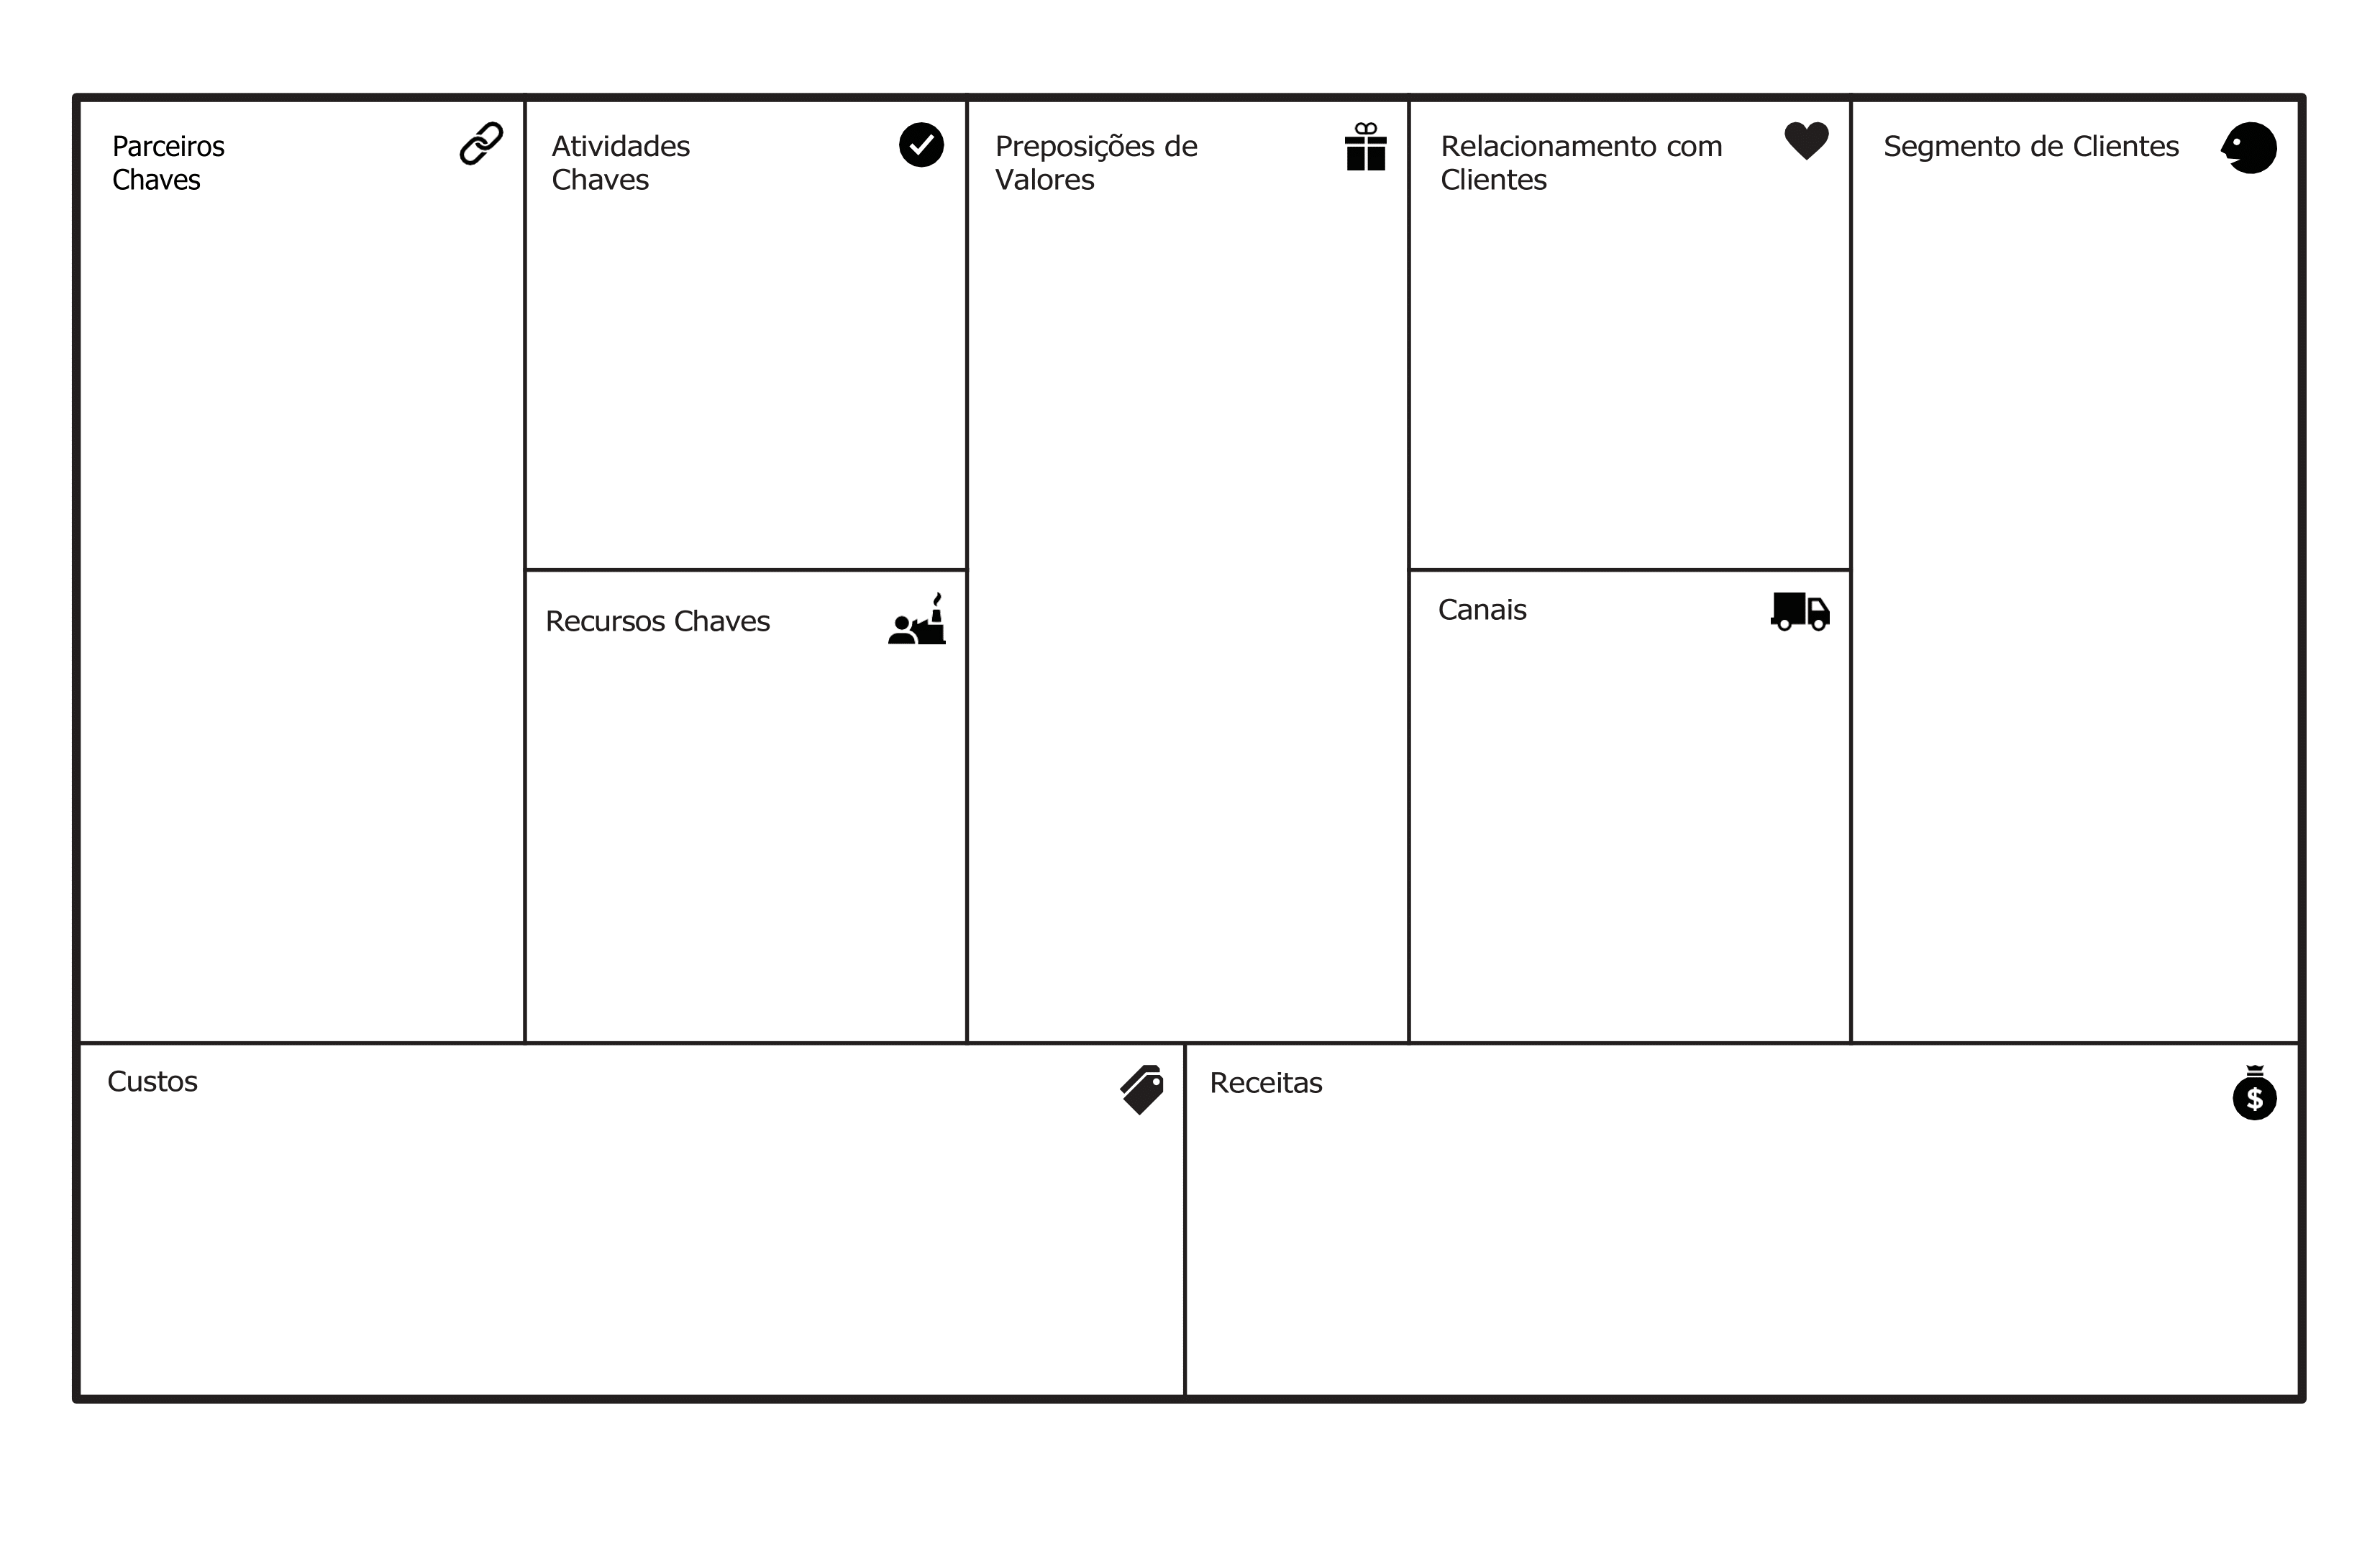 Parceiros
Chaves
Atividades
Chaves
Preposições de
Valores
Relacionamento com
Clientes
Segmento de Clientes
Recursos Chaves
Canais
Custos
Receitas
$